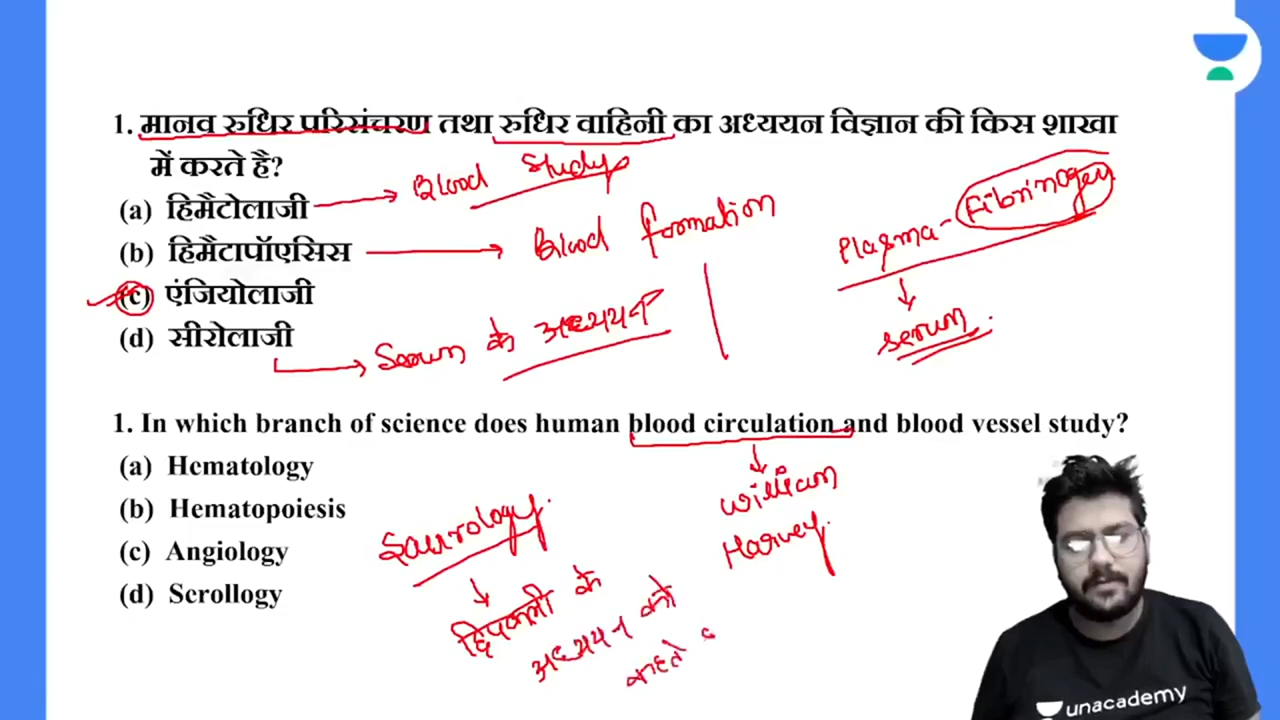 1. मानव रुधिर परिसंचरण तथा रुधिर वाहिनी का अध्ययन विज्ञान की किस शाखा
में करते है?
(a) हिमैटोलाजी
Blood Study
(b) हिमैटापॉएसिस
Blood formation
Plasma - Fibrinogen
serum
(c) एंजियोलाजी
(d) सीरोलाजी
Serum के अध्ययन
1. In which branch of science does human blood circulation and blood vessel study?
(a) Hematology
(b) Hematopoiesis
(c) Angiology
(d) Scrollogy
William
Harvey
Saurology
छिपकली के
अध्ययन को
कहते
unacademy